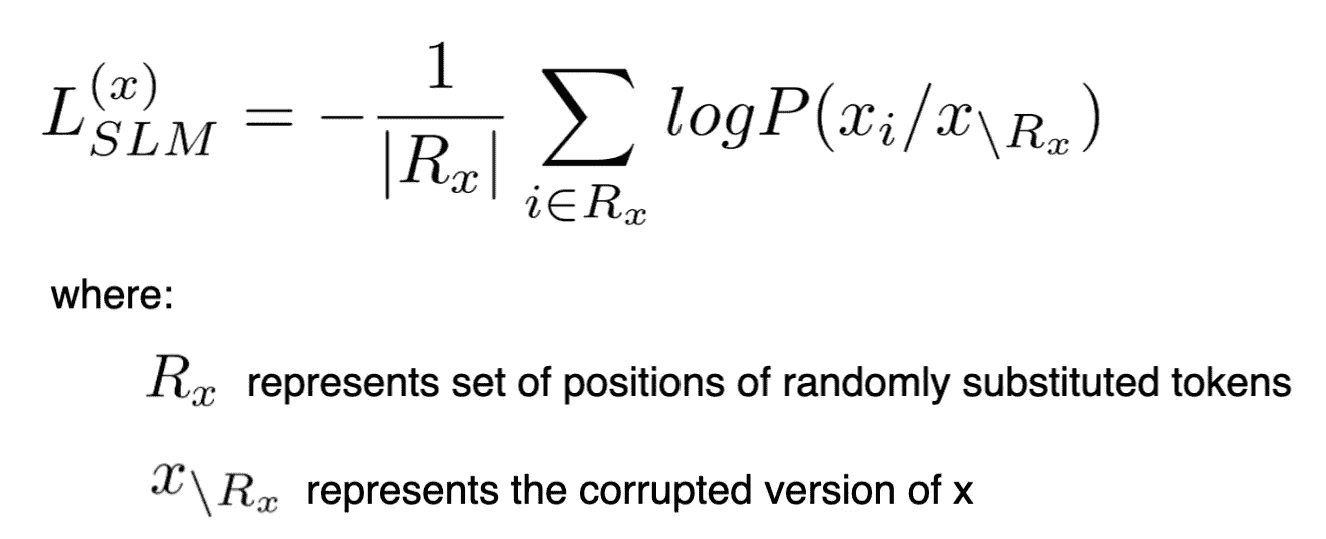 L_{SLM}^{(x)} = -\frac{1}{|R_x|} \sum_{i \in R_x} logP(x_i/x_{\setminus R_x})
where:
R_x represents set of positions of randomly substituted tokens
x_{\setminus R_x} represents the corrupted version of x